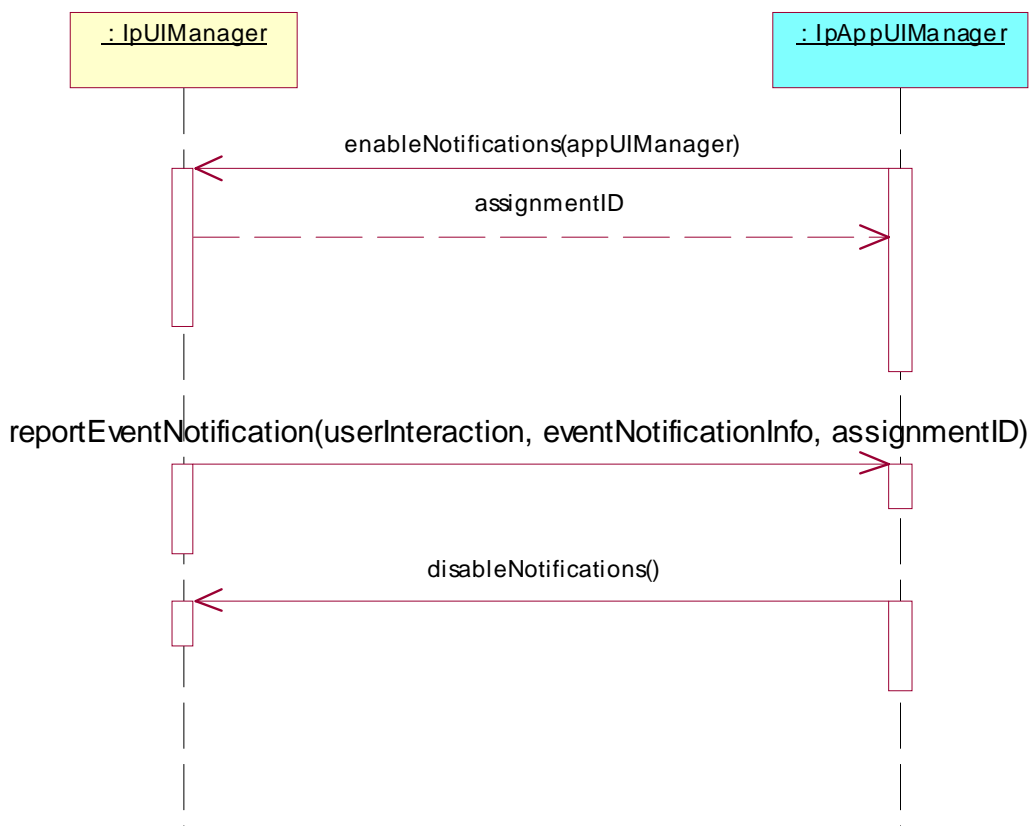 : IpUIManager
: IpAppUIManager
enableNotifications(appUIManager)
assignmentID
reportEventNotification(userInteraction, eventNotificationInfo, assignmentID)
disableNotifications()